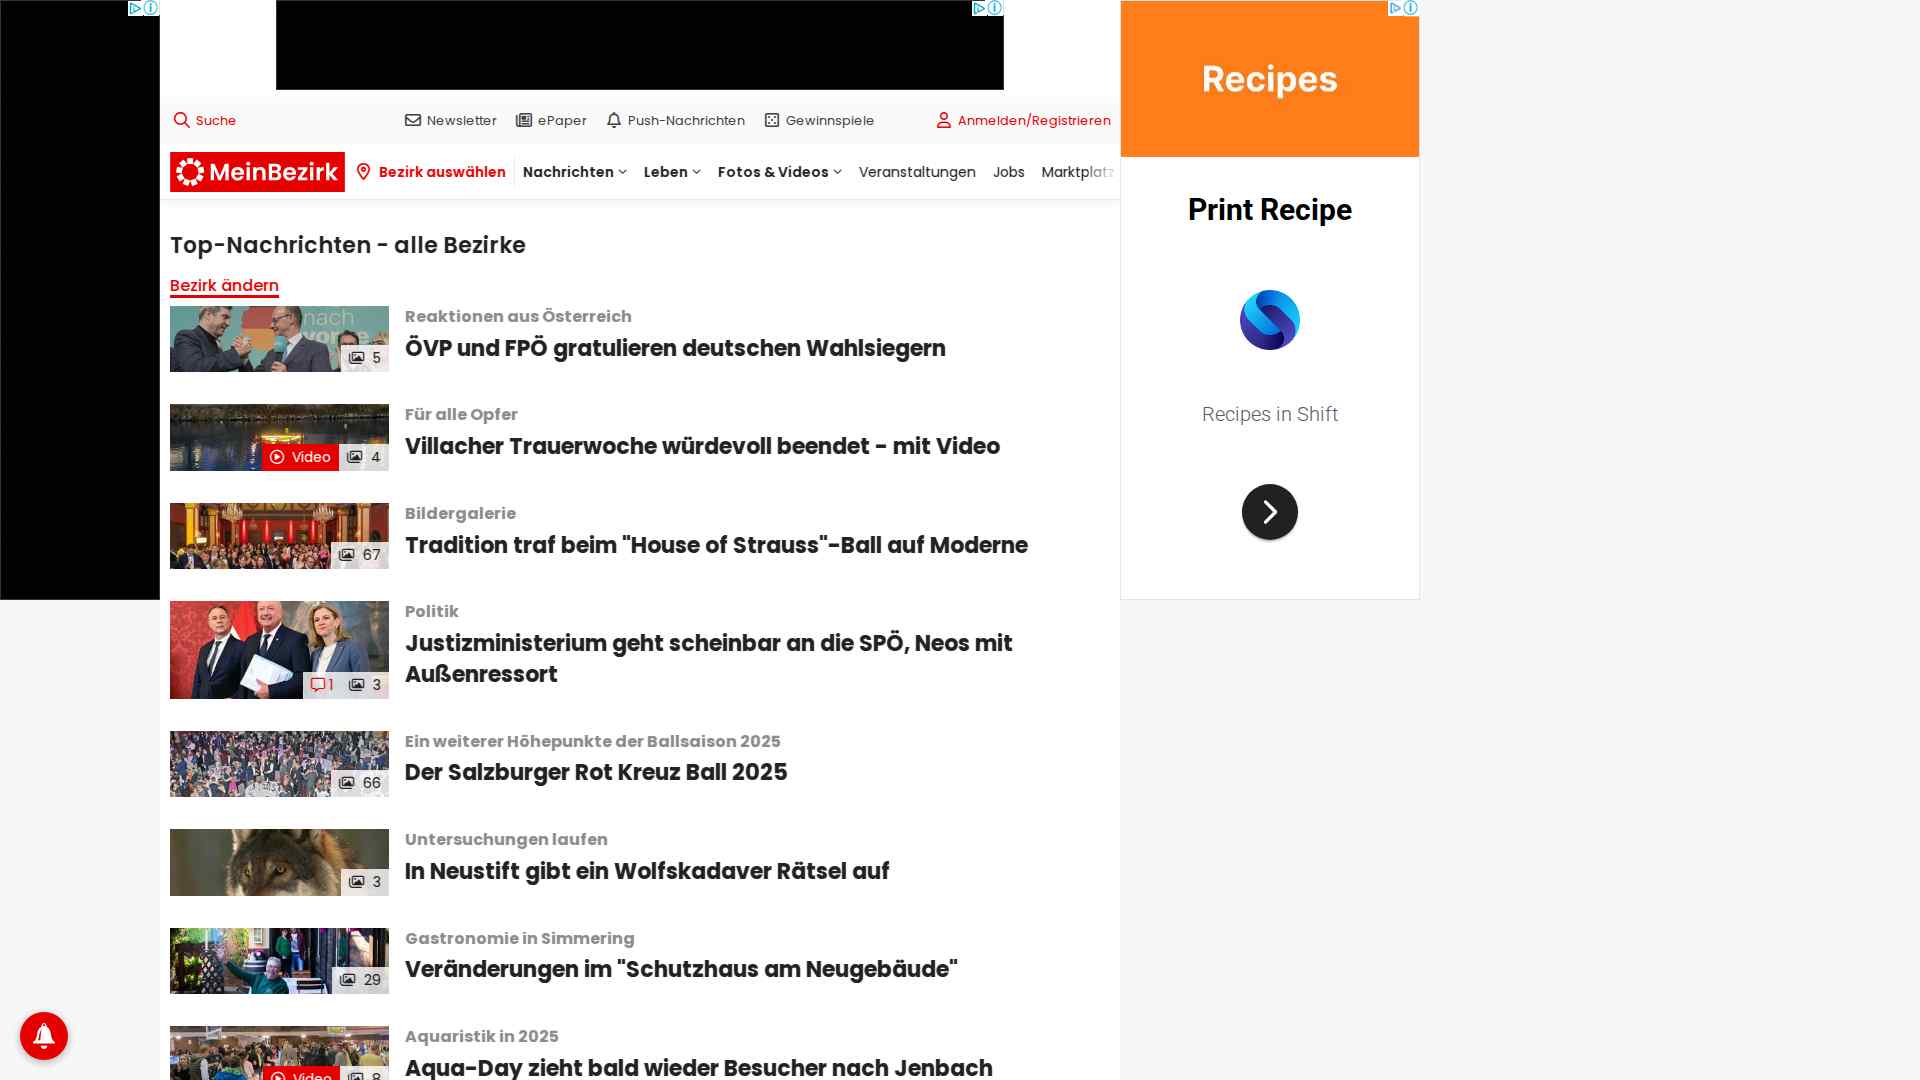 Suche
Newsletter
ePaper
Push-Nachrichten
Gewinnspiele
Anmelden/Registrieren
MeinBezirk
Bezirk auswählen
Nachrichten
Leben
Fotos & Videos
Veranstaltungen
Jobs
Marktplatz
Top-Nachrichten - alle Bezirke
Bezirk ändern
nach
5
Reaktionen aus Österreich
ÖVP und FPÖ gratulieren deutschen Wahlsiegern
Video
4
Für alle Opfer
Villacher Trauerwoche würdevoll beendet - mit Video
67
Bildergalerie
Tradition traf beim "House of Strauss"-Ball auf Moderne
1
3
Politik
Justizministerium geht scheinbar an die SPÖ, Neos mit
Außenressort
66
Ein weiterer Höhepunkte der Ballsaison 2025
Der Salzburger Rot Kreuz Ball 2025
3
Untersuchungen laufen
In Neustift gibt ein Wolfskadaver Rätsel auf
29
Gastronomie in Simmering
Veränderungen im "Schutzhaus am Neugebäude"
Video
8
Aquaristik in 2025
Aqua-Day zieht bald wieder Besucher nach Jenbach
Recipes
Print Recipe
Recipes in Shift